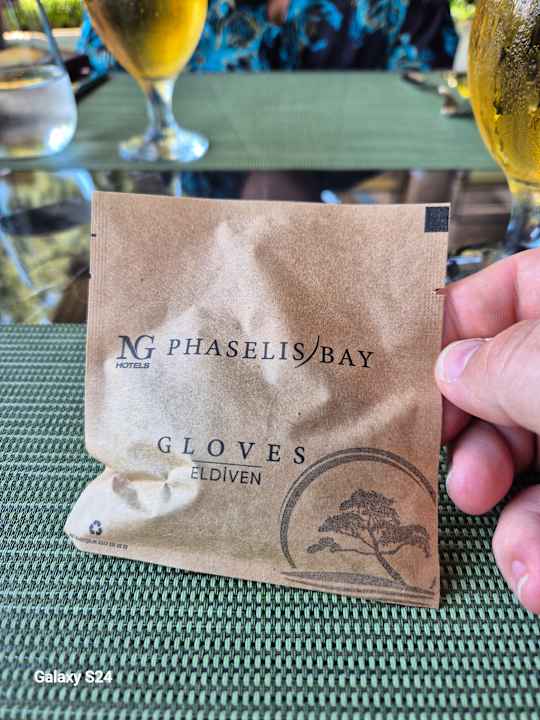 NG PHASELIS BAY
HOTELS
GLOVES
ELDİVEN
Galaxy S24